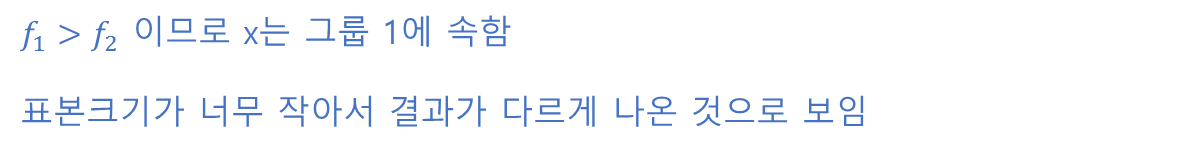 f₁ > f₂ 이므로 x는 그룹 1에 속함
표본크기가 너무 작아서 결과가 다르게 나온 것으로 보임